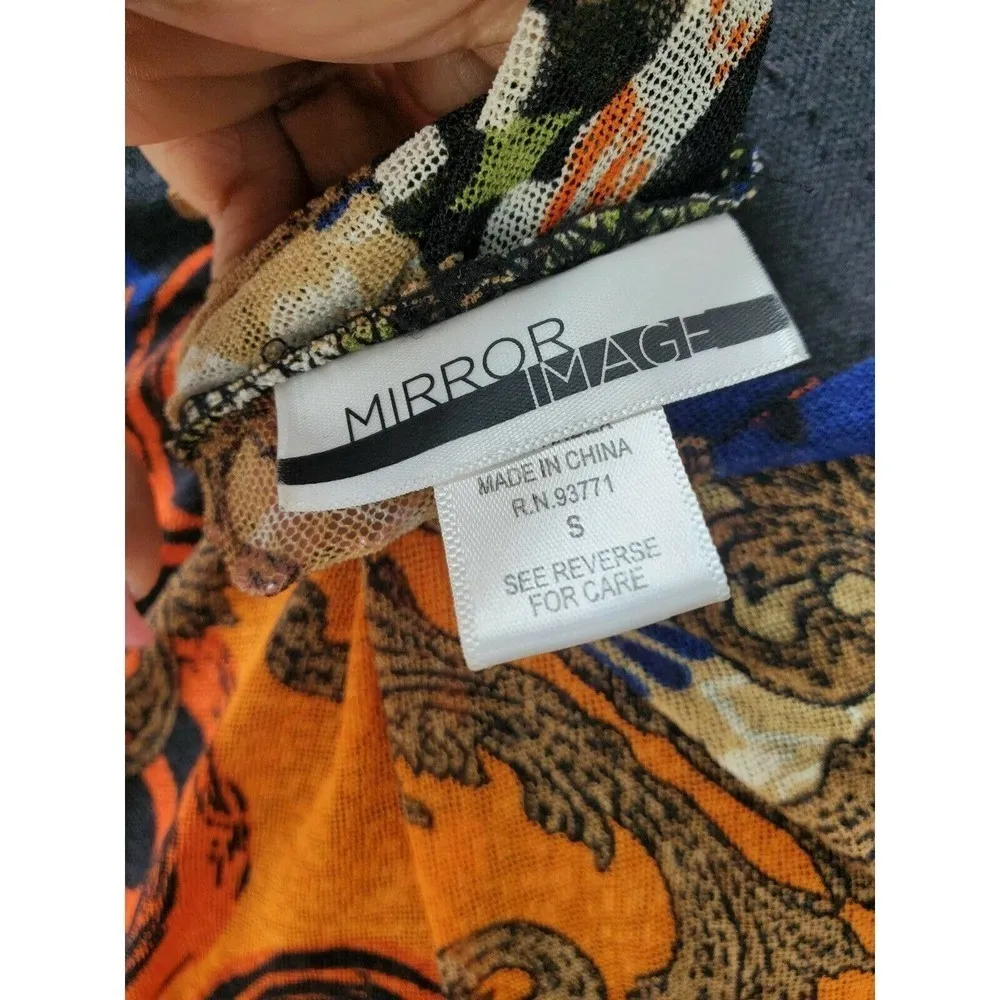 MIRROR
IMAGE
MADE IN CHINA
R.N.93771
S
SEE REVERSE
FOR CARE